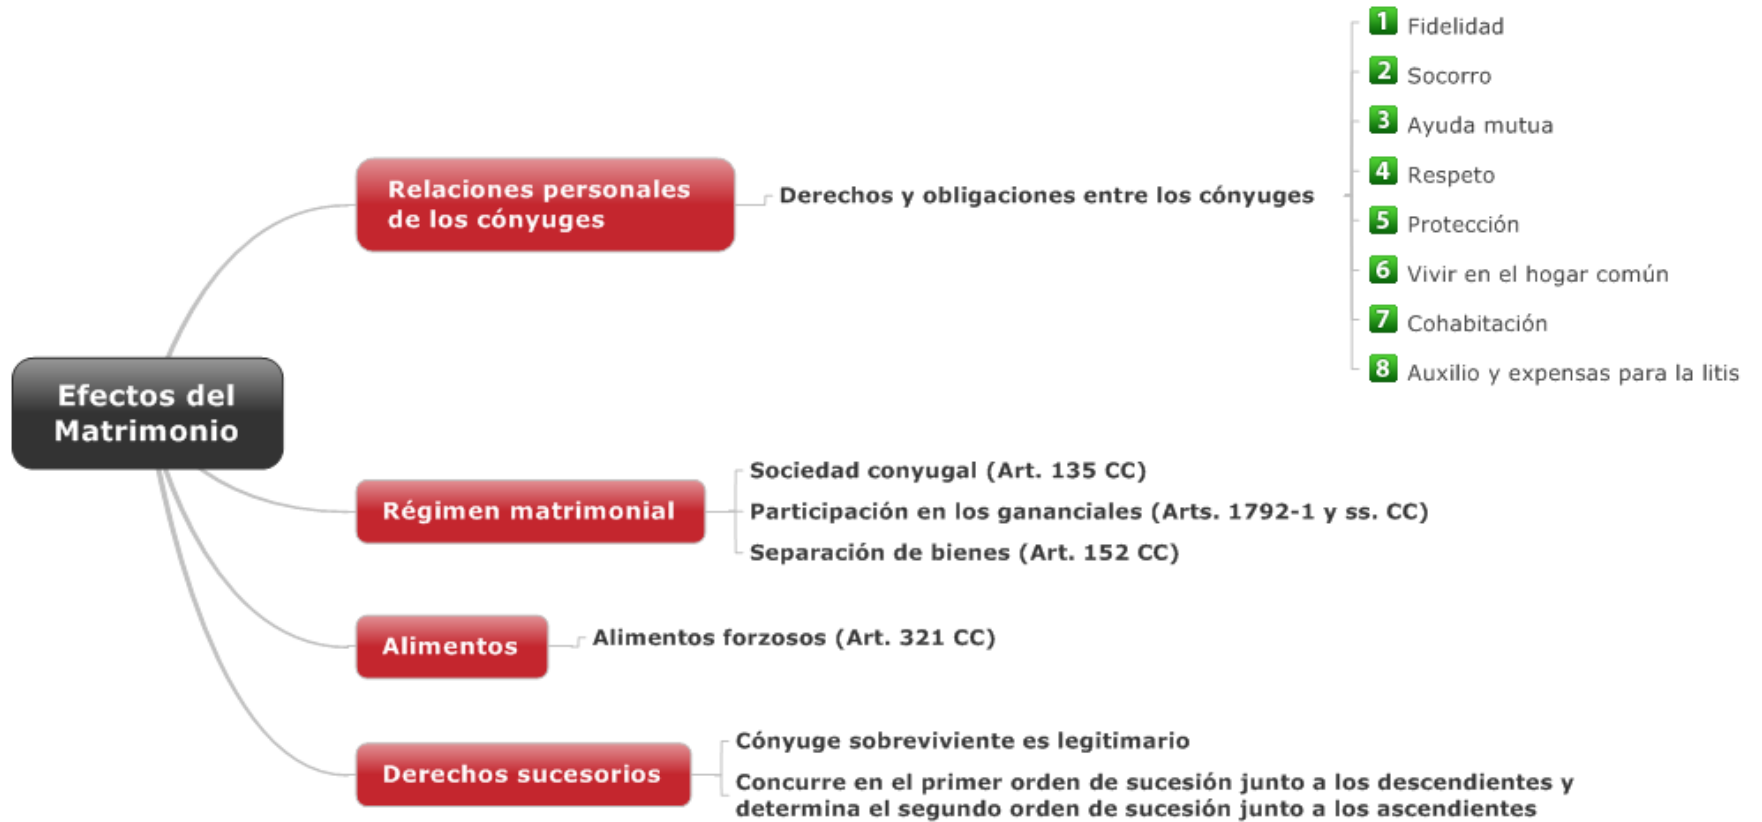 Efectos del
Matrimonio
Relaciones personales
de los cónyuges
Derechos y obligaciones entre los cónyuges
1 Fidelidad
2 Socorro
3 Ayuda mutua
4 Respeto
5 Protección
6 Vivir en el hogar común
7 Cohabitación
8 Auxilio y expensas para la litis
Régimen matrimonial
Sociedad conyugal (Art. 135 CC)
Participación en los gananciales (Arts. 1792-1 y ss. CC)
Separación de bienes (Art. 152 CC)
Alimentos
Alimentos forzosos (Art. 321 CC)
Derechos sucesorios
Cónyuge sobreviviente es legitimario
Concurre en el primer orden de sucesión junto a los descendientes y
determina el segundo orden de sucesión junto a los ascendientes